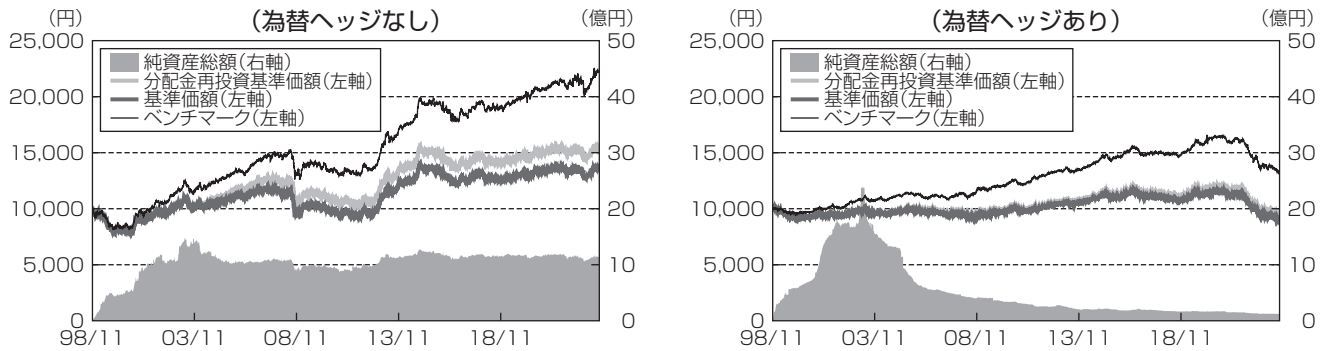 (円)
(為替ヘッジなし)
(億円)
25,000
20,000
15,000
10,000
5,000
0
純資産総額(右軸)
分配金再投資基準価額(左軸)
基準価額(左軸)
ベンチマーク(左軸)
50
40
30
20
10
0
98/11
03/11
08/11
13/11
18/11
(円)
(為替ヘッジあり)
(億円)
25,000
20,000
15,000
10,000
5,000
0
純資産総額(右軸)
分配金再投資基準価額(左軸)
基準価額(左軸)
ベンチマーク(左軸)
50
40
30
20
10
0
98/11
03/11
08/11
13/11
18/11